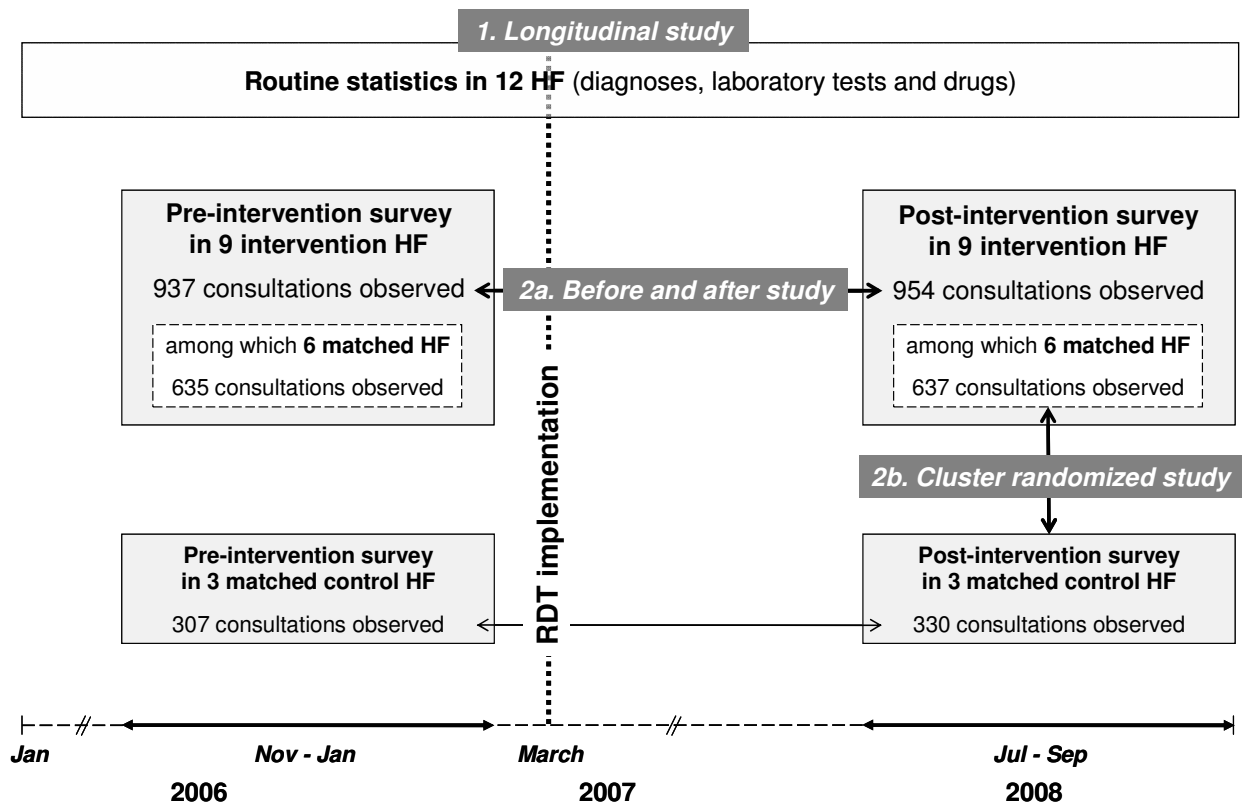 1. Longitudinal study
Routine statistics in 12 HF (diagnoses, laboratory tests and drugs)
Pre-intervention survey
in 9 intervention HF
937 consultations observed
among which 6 matched HF
635 consultations observed
2a. Before and after study
Post-intervention survey
in 9 intervention HF
954 consultations observed
among which 6 matched HF
637 consultations observed
RDT implementation
2b. Cluster randomized study
Pre-intervention survey
in 3 matched control HF
307 consultations observed
Post-intervention survey
in 3 matched control HF
330 consultations observed
Jan
Nov - Jan
March
Jul - Sep
2006
2007
2008